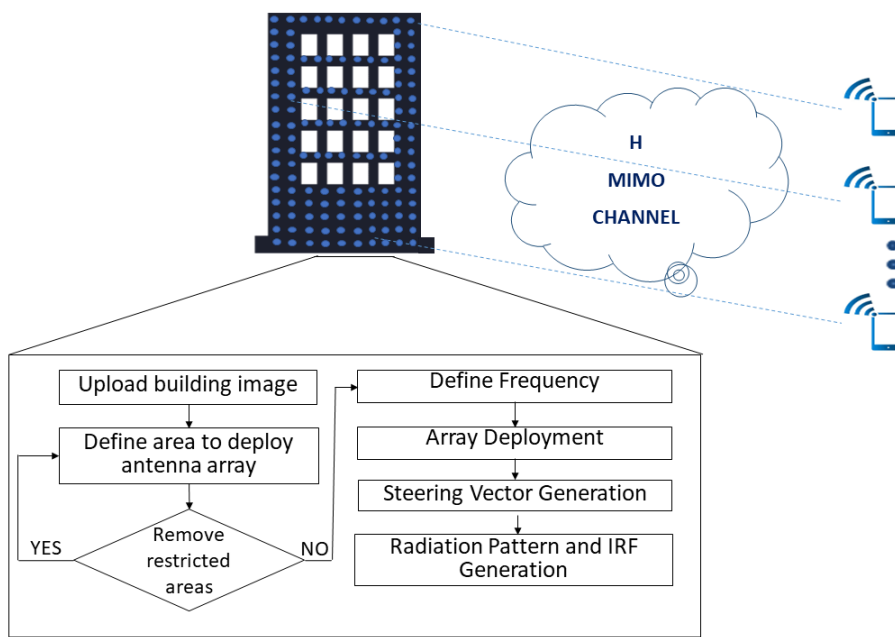 H
MIMO
CHANNEL
Upload building image
Define area to deploy
antenna array
Remove
restricted
areas
YES
NO
Define Frequency
Array Deployment
Steering Vector Generation
Radiation Pattern and IRF
Generation